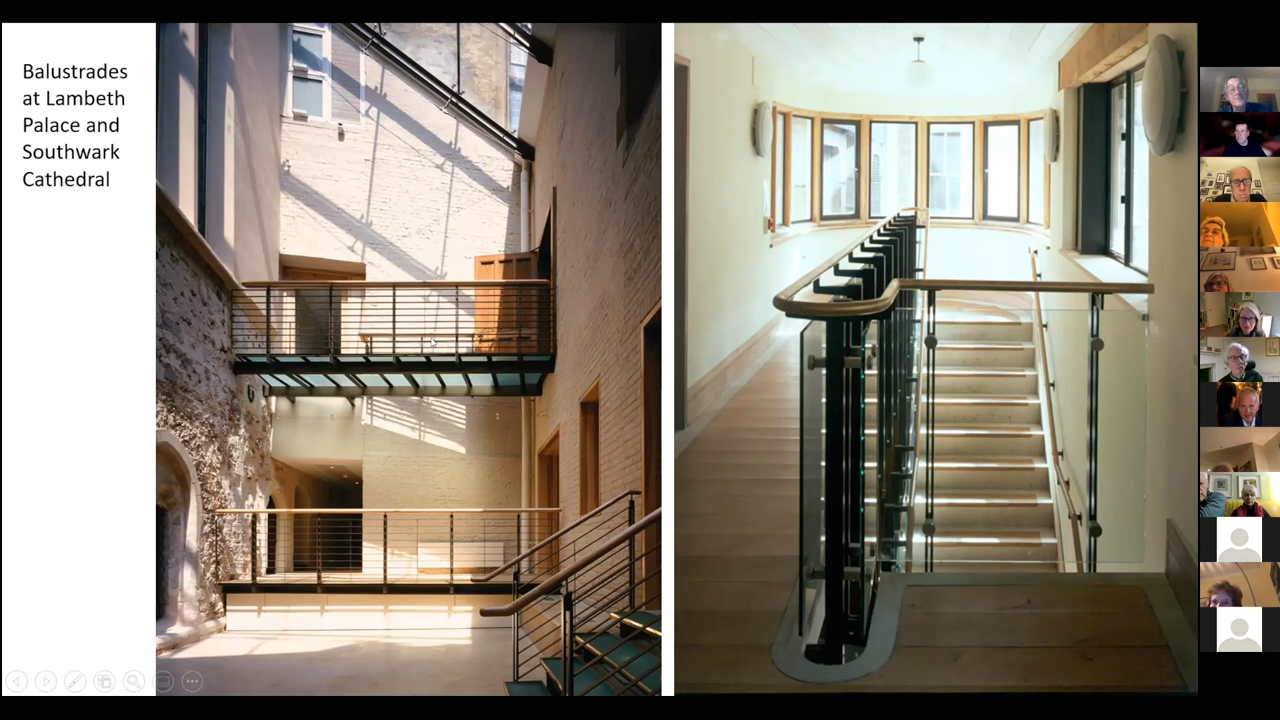 Balustrades
at Lambeth
Palace and
Southwark
Cathedral